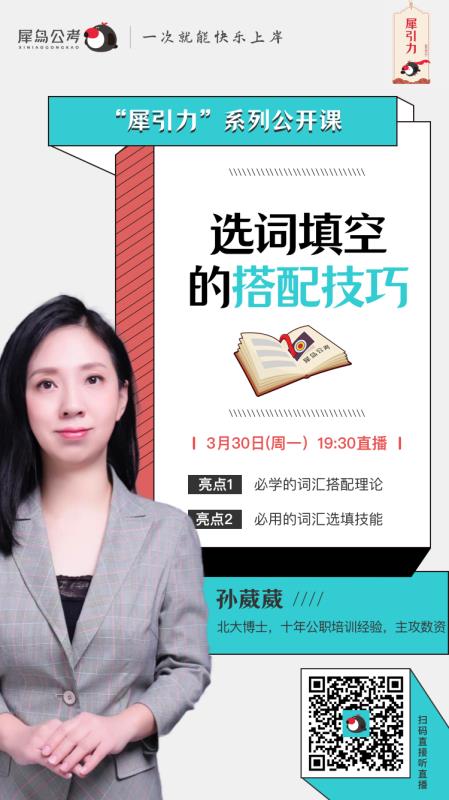 犀鸟公考
XINIAOGONGKAO
一次就能快乐上岸
犀引力
“犀引力”系列公开课
选词填空
的搭配技巧
犀鸟公考
3月30日(周一) 19:30直播
亮点1 必学的词汇搭配理论
亮点2 必用的词汇选填技能
孙葳葳 ////
北大博士，十年公职培训经验，主攻数资
扫码直接听直播